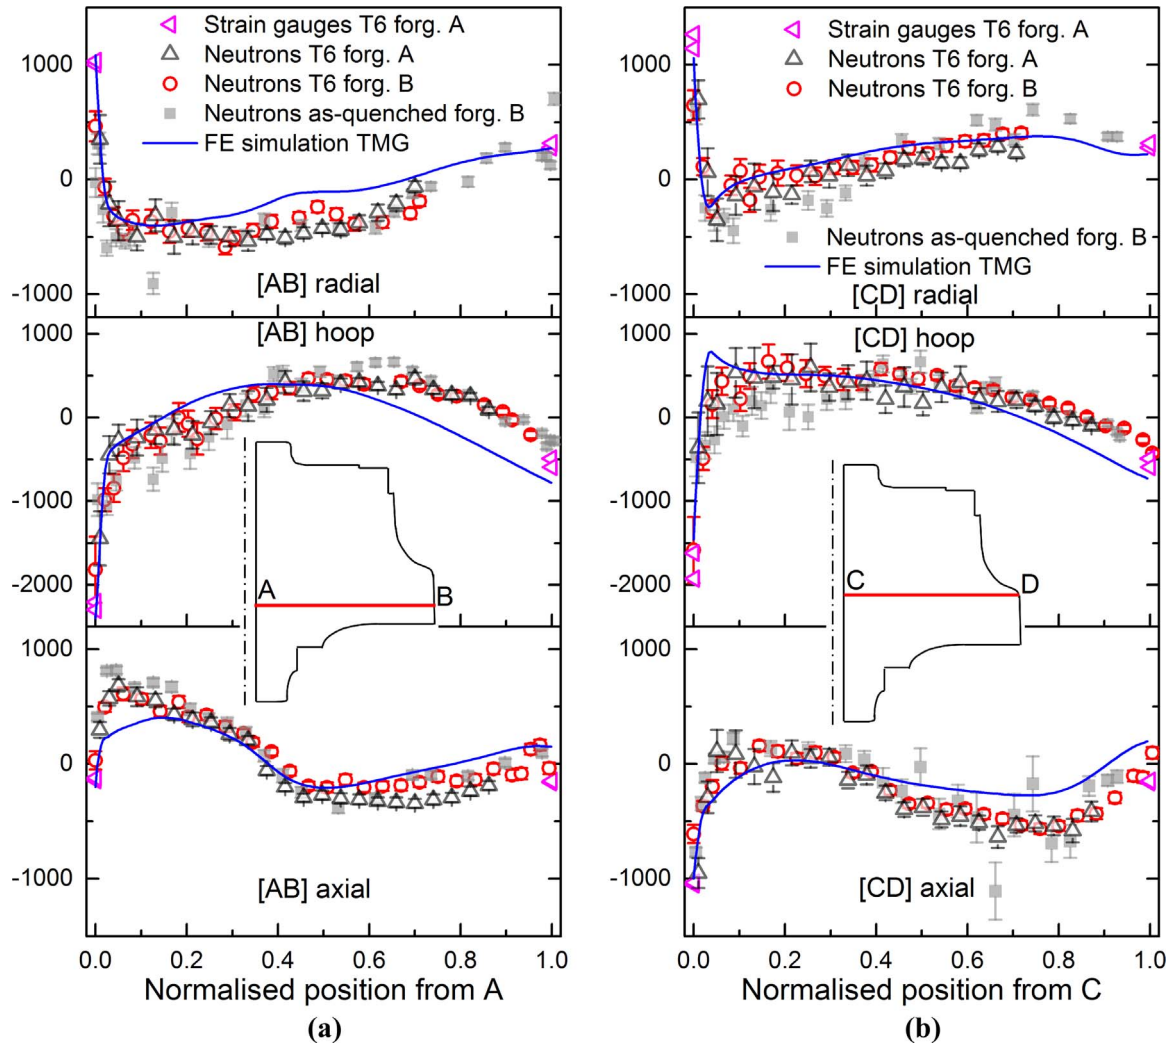 Strain gauges T6 forg. A
Neutrons T6 forg. A
Neutrons T6 forg. B
Neutrons as-quenched forg. B
FE simulation TMG
1000
0
-1000
[AB] radial
1000
0
-1000
-2000
[AB] hoop
A
B
1000
0
-1000
[AB] axial
0.0 0.2 0.4 0.6 0.8 1.0
Normalised position from A
(a)
Strain gauges T6 forg. A
Neutrons T6 forg. A
Neutrons T6 forg. B
1000
0
-1000
Neutrons as-quenched forg. B
FE simulation TMG
[CD] radial
[CD] hoop
1000
0
-1000
-2000
C
D
1000
0
-1000
[CD] axial
0.0 0.2 0.4 0.6 0.8 1.0
Normalised position from C
(b)